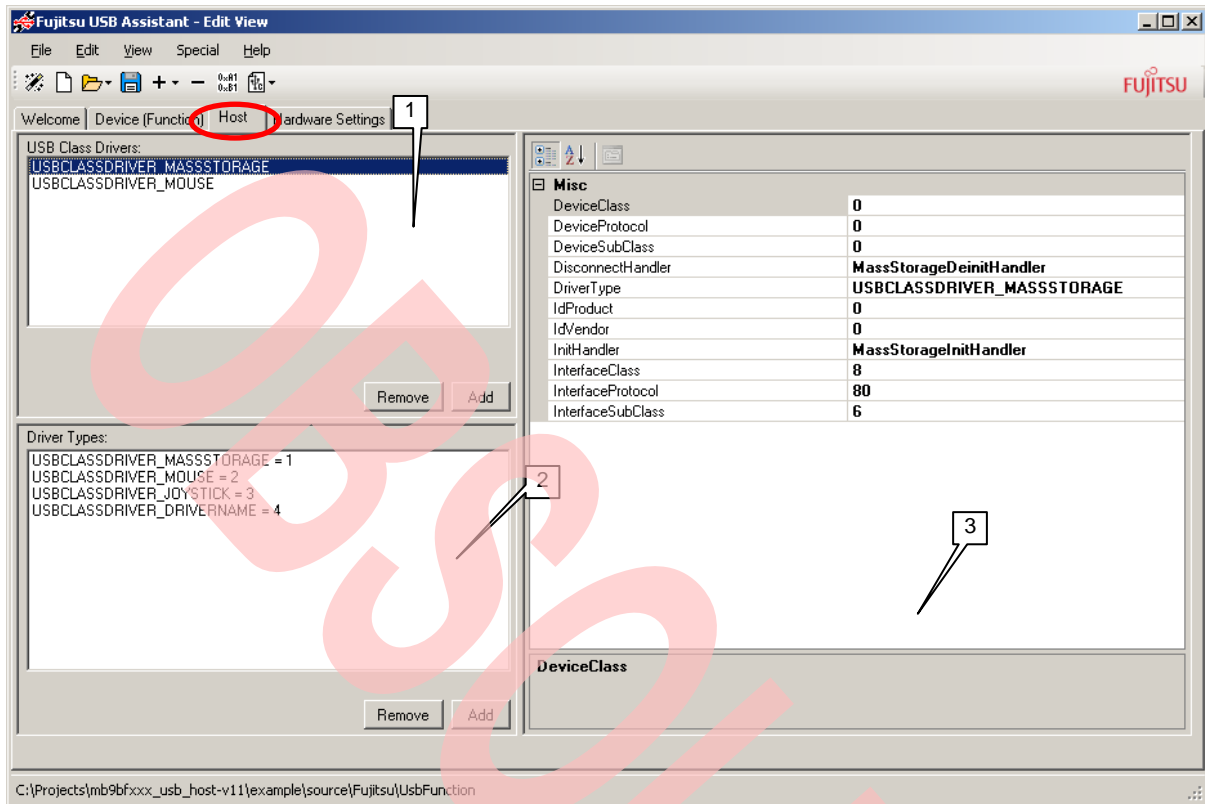 Fujitsu USB Assistant - Edit View
File Edit View Special Help
0xA1
0xB1
FUJITSU
Welcome Device (Function) Host Hardware Settings
1
USB Class Drivers:
USBCLASSDRIVER_MASSSTORAGE
USBCLASSDRIVER_MOUSE
Remove Add
Driver Types:
USBCLASSDRIVER_MASSSTORAGE = 1
USBCLASSDRIVER_MOUSE = 2
USBCLASSDRIVER_JOYSTICK = 3
USBCLASSDRIVER_DRIVERNAME = 4
2
Remove Add
Misc
DeviceClass 0
DeviceProtocol 0
DeviceSubClass 0
DisconnectHandler MassStorageDeinitHandler
DriverType USBCLASSDRIVER_MASSSTORAGE
IdProduct 0
IdVendor 0
InitHandler MassStorageInitHandler
InterfaceClass 8
InterfaceProtocol 80
InterfaceSubClass 6
3
DeviceClass
C:\Projects\mb9bfxxx_usb_host-v11\example\source\Fujitsu\UsbFunction